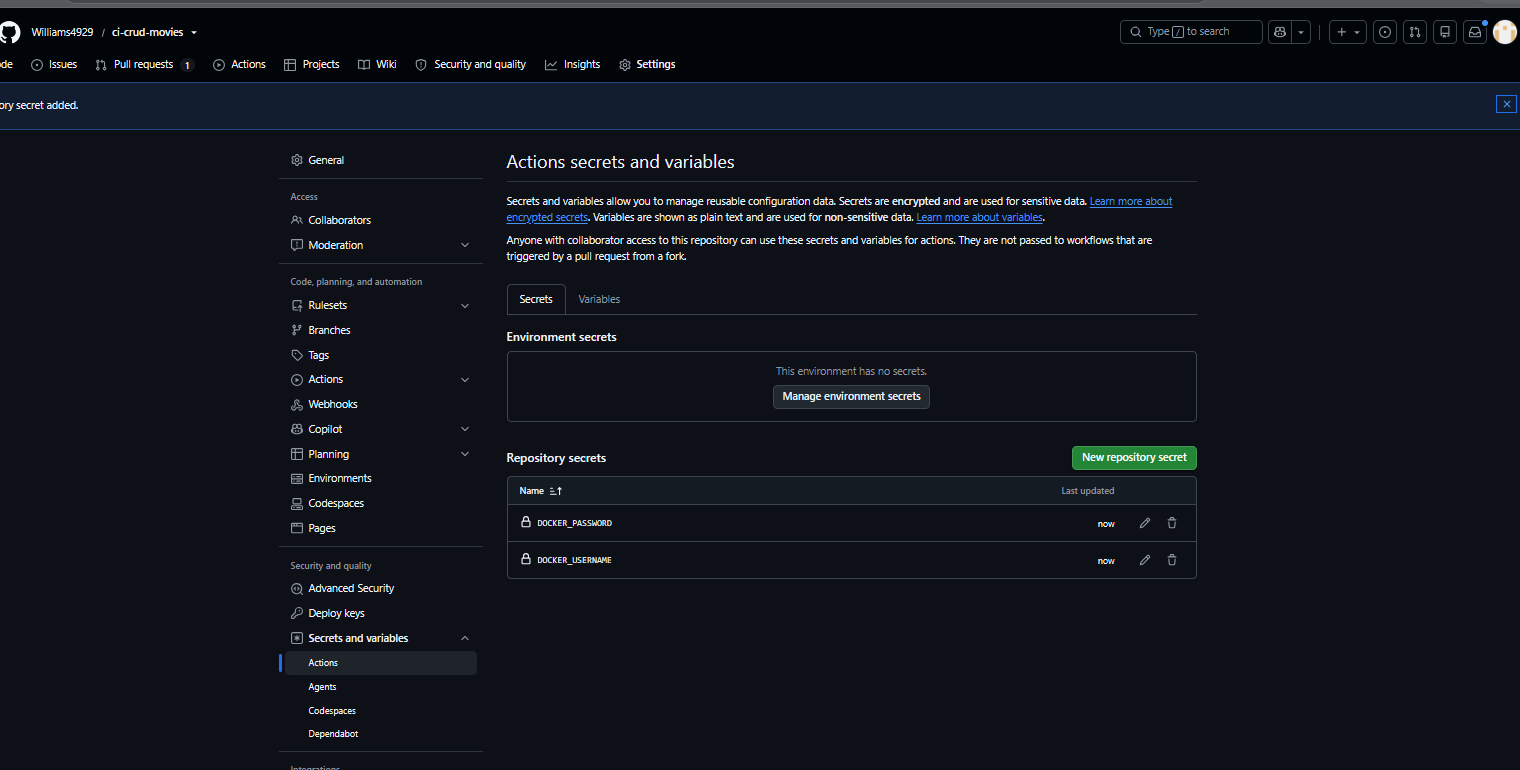 Williams4929 / ci-crud-movies
Type / to search
de Issues Pull requests 1 Actions Projects Wiki Security and quality Insights Settings
ory secret added.
General
Access
Collaborators
Moderation
Code, planning, and automation
Rulesets
Branches
Tags
Actions
Webhooks
Copilot
Planning
Environments
Codespaces
Pages
Security and quality
Advanced Security
Deploy keys
Secrets and variables
Actions
Agents
Codespaces
Dependabot
Integrations
Actions secrets and variables
Secrets and variables allow you to manage reusable configuration data. Secrets are encrypted and are used for sensitive data. Learn more about
encrypted secrets. Variables are shown as plain text and are used for non-sensitive data. Learn more about variables.
Anyone with collaborator access to this repository can use these secrets and variables for actions. They are not passed to workflows that are
triggered by a pull request from a fork.
Secrets Variables
Environment secrets
This environment has no secrets.
Manage environment secrets
Repository secrets New repository secret
Name Last updated
DOCKER_PASSWORD now
DOCKER_USERNAME now